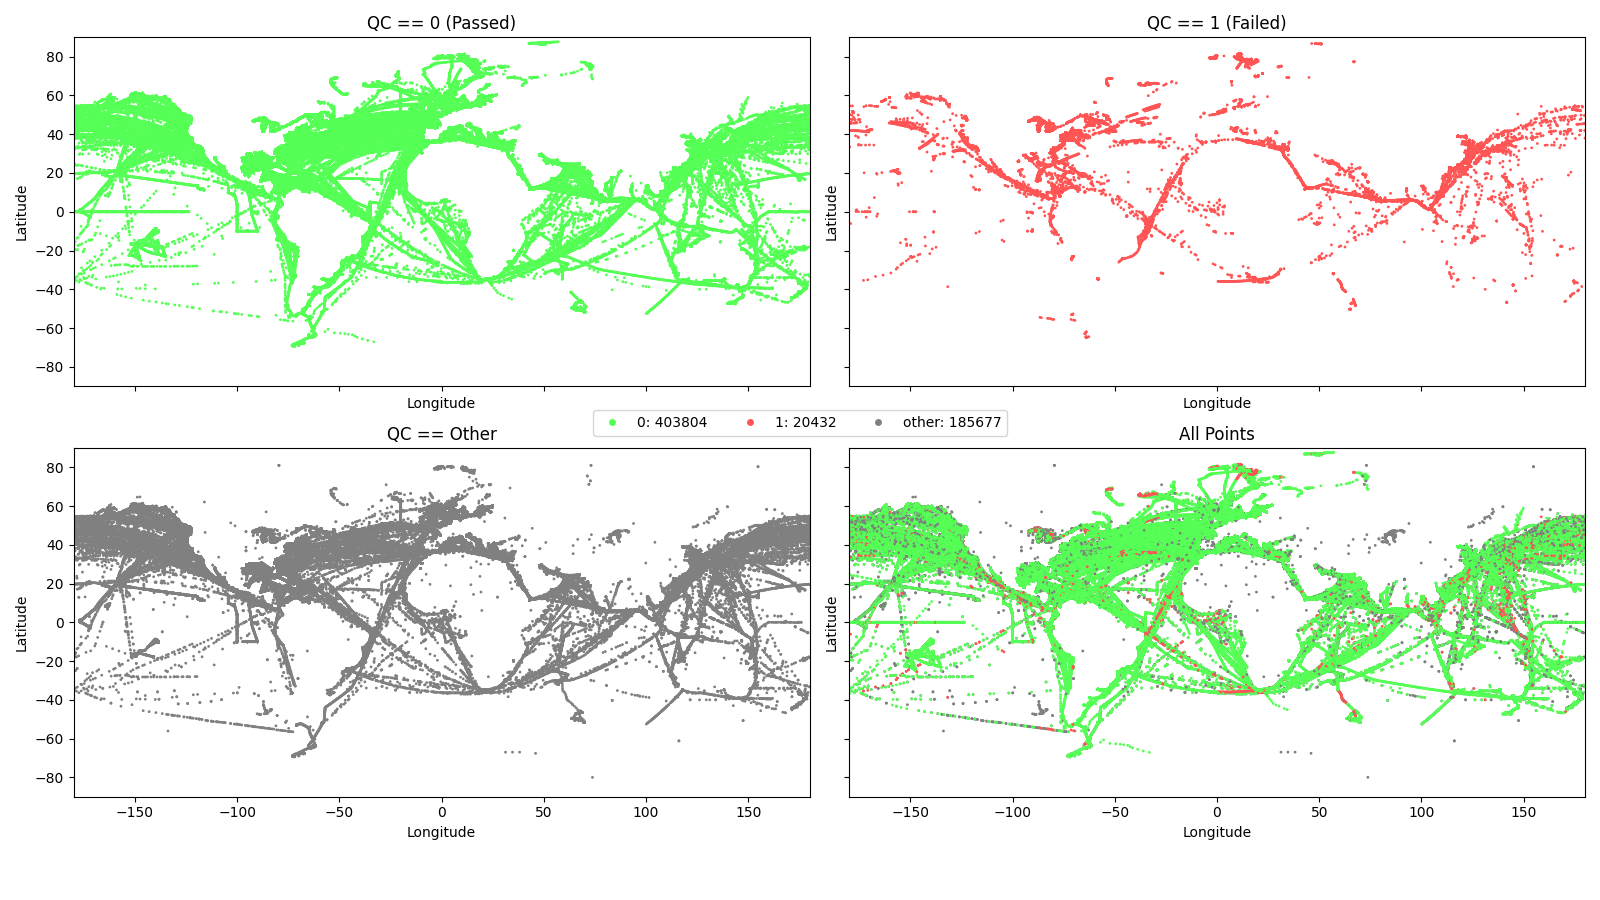 QC == 0 (Passed)
QC == 1 (Failed)
Latitude
80
60
40
20
0
−20
−40
−60
−80
Longitude
Latitude
Longitude
0: 403804
1: 20432
other: 185677
QC == Other
All Points
Latitude
80
60
40
20
0
−20
−40
−60
−80
−150
−100
−50
0
50
100
150
Longitude
Latitude
−150
−100
−50
0
50
100
150
Longitude